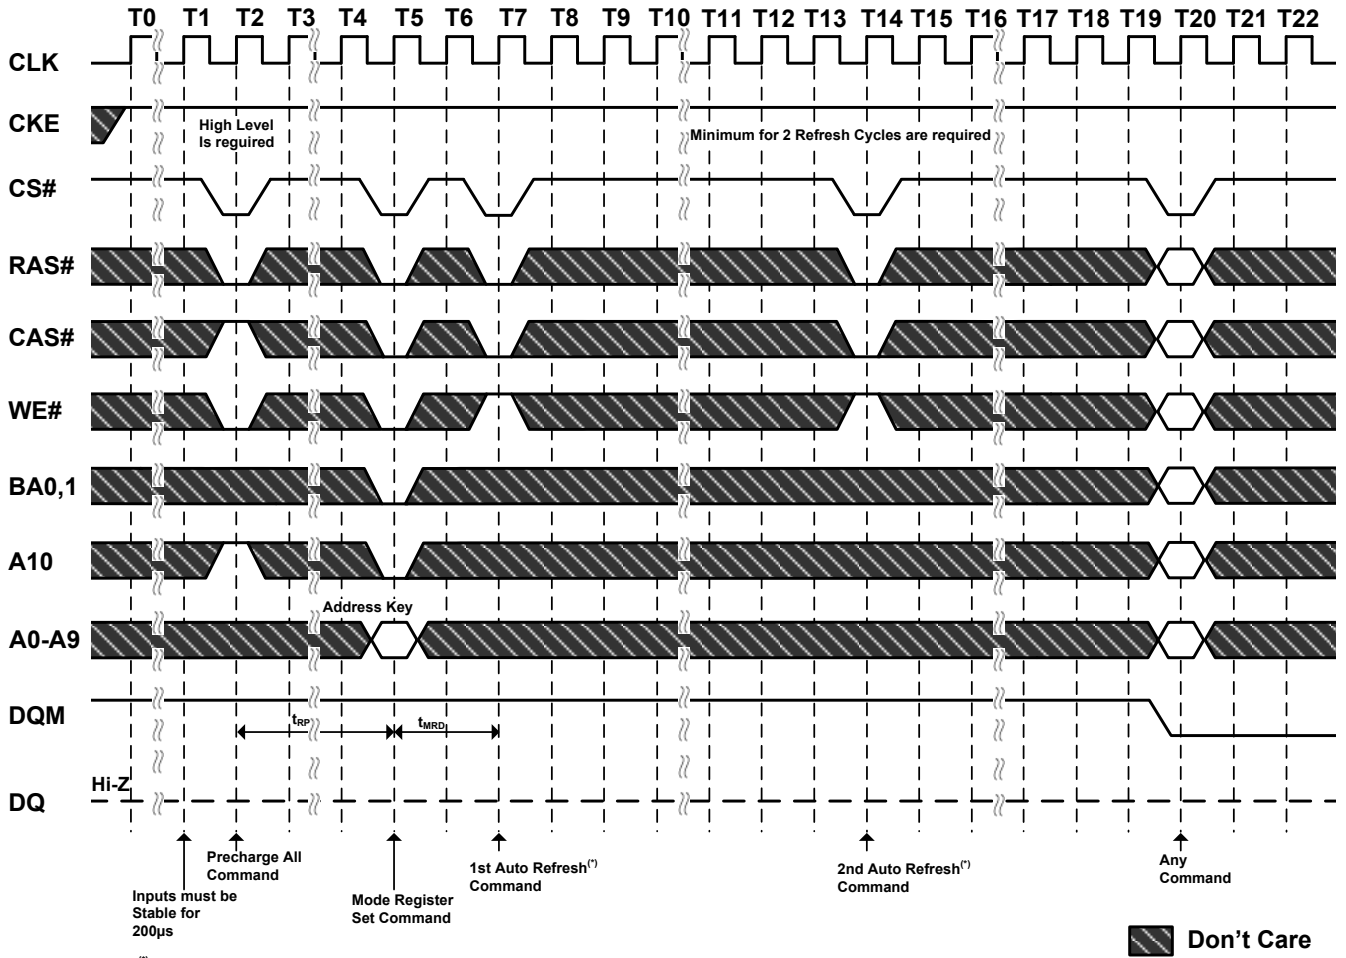 T0 T1 T2 T3 T4 T5 T6 T7 T8 T9 T10 T11 T12 T13 T14 T15 T16 T17 T18 T19 T20 T21 T22
CLK
CKE
High Level
Is reguired
Minimum for 2 Refresh Cycles are required
CS#
RAS#
CAS#
WE#
BA0,1
A10
Address Key
A0-A9
DQM
tRP
tMRD
Hi-Z
DQ
Precharge All
Command
1st Auto Refresh(*)
Command
2nd Auto Refresh(*)
Command
Any
Command
Inputs must be
Stable for
200µs
Mode Register
Set Command
Don't Care